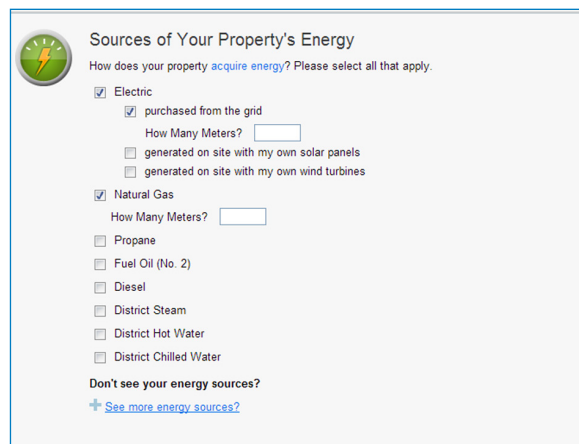 Sources of Your Property's Energy
How does your property acquire energy? Please select all that apply.
Electric
purchased from the grid
How Many Meters?
generated on site with my own solar panels
generated on site with my own wind turbines
Natural Gas
How Many Meters?
Propane
Fuel Oil (No. 2)
Diesel
District Steam
District Hot Water
District Chilled Water
Don't see your energy sources?
See more energy sources?